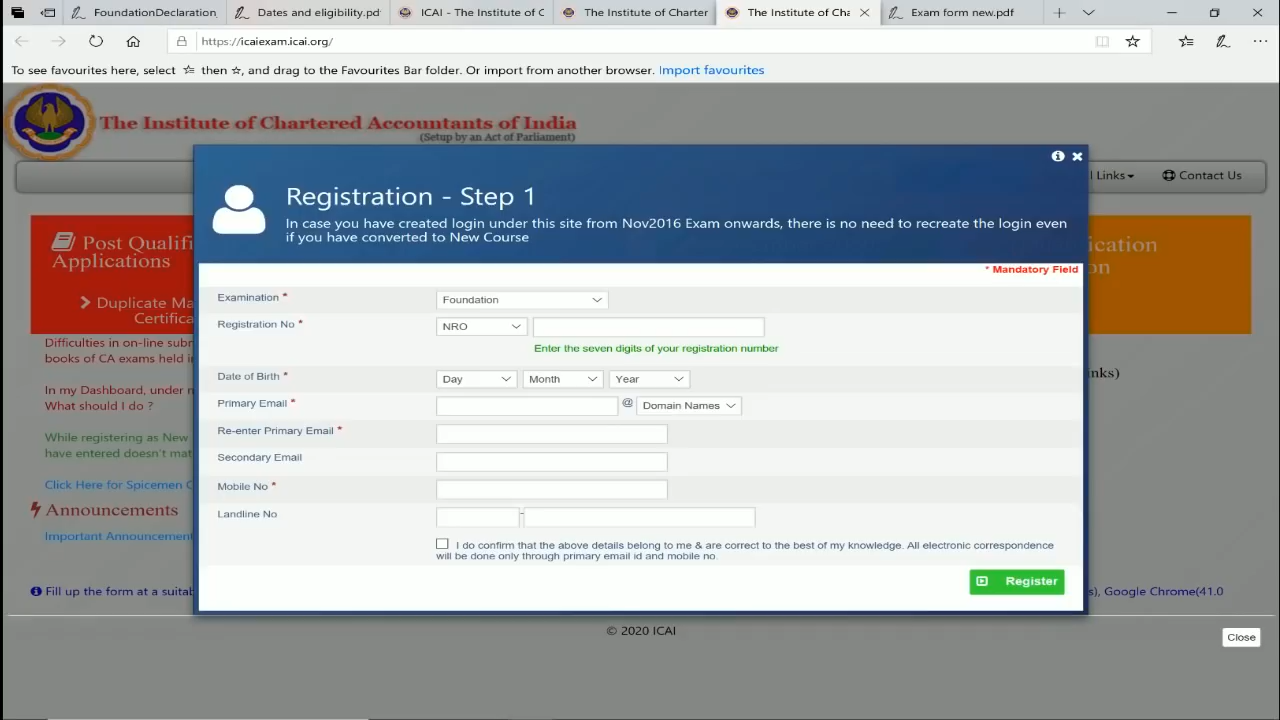 FoundationDeclaration.
Dates and eligibility.pd
ICAI - The Institute of C
The Institute of Charter
The Institute of Cha
Exam form new.pdf
https://icaiexam.icai.org/
To see favourites here, select then , and drag to the Favourites Bar folder. Or import from another browser. Import favourites
The Institute of Chartered Accountants of India
(Setup by an Act of Parliament)
l Links
Contact Us
Registration - Step 1
In case you have created login under this site from Nov2016 Exam onwards, there is no need to recreate the login even
if you have converted to New Course
Post Qualifi
Applications
Duplicate Ma
Certifica
ication
on
* Mandatory Field
Examination *
Foundation
Registration No *
NRO
Enter the seven digits of your registration number
Date of Birth *
Day
Month
Year
Primary Email *
@
Domain Names
Re-enter Primary Email *
Secondary Email
Mobile No *
Landline No
-
I do confirm that the above details belong to me & are correct to the best of my knowledge. All electronic correspondence
will be done only through primary email id and mobile no.
Register
Difficulties in on-line subm
books of CA exams held in
In my Dashboard, under m
What should I do ?
While registering as New
have entered doesn't mat
Click Here for Spicemen C
Announcements
Important Announcement
nks)
Fill up the form at a suitab
s), Google Chrome(41.0
© 2020 ICAI
Close